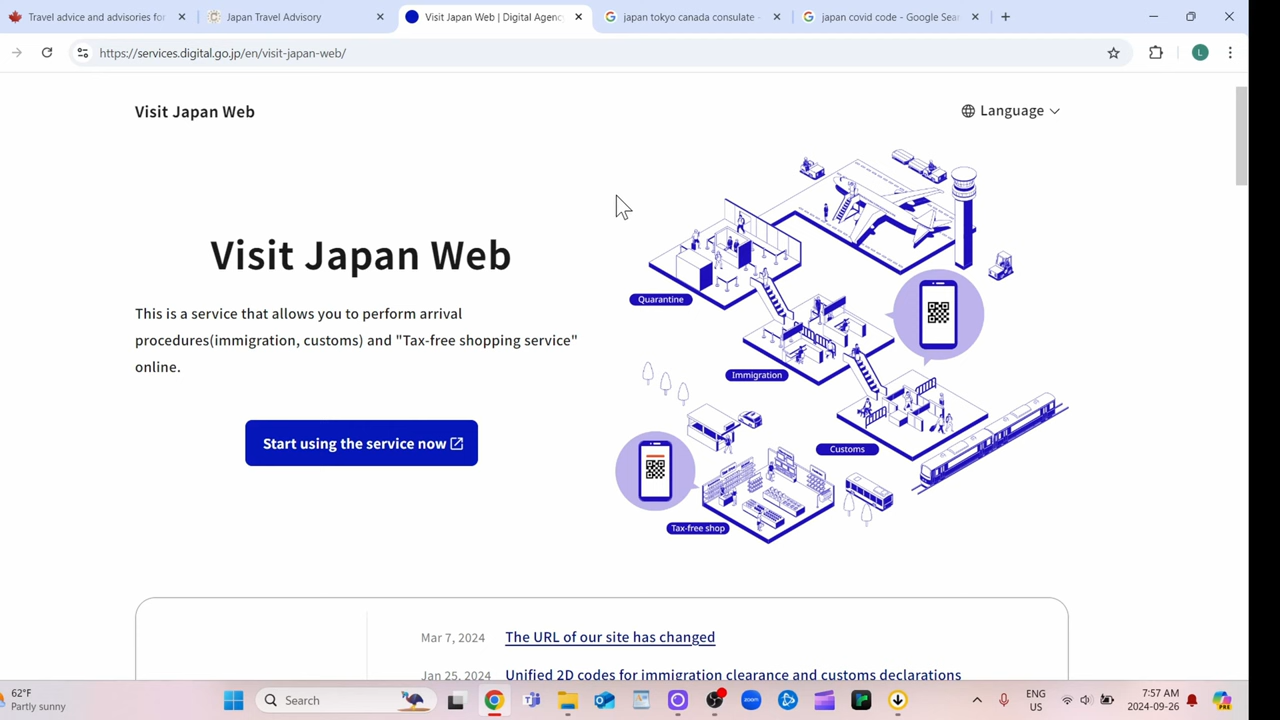 Travel advice and advisories for
Japan Travel Advisory
Visit Japan Web | Digital Agency
japan tokyo canada consulate -
japan covid code - Google Sea
https://services.digital.go.jp/en/visit-japan-web/
L
Visit Japan Web
Language
Visit Japan Web
This is a service that allows you to perform arrival
procedures(immigration, customs) and "Tax-free shopping service"
online.
Start using the service now
Quarantine
Immigration
Customs
Tax-free shop
Mar 7, 2024 The URL of our site has changed
Jan 25, 2024 Unified 2D codes for immigration clearance and customs declarations
62°F
Partly sunny
Search
zoom
ENG
US
7:57 AM
2024-09-26
PRE